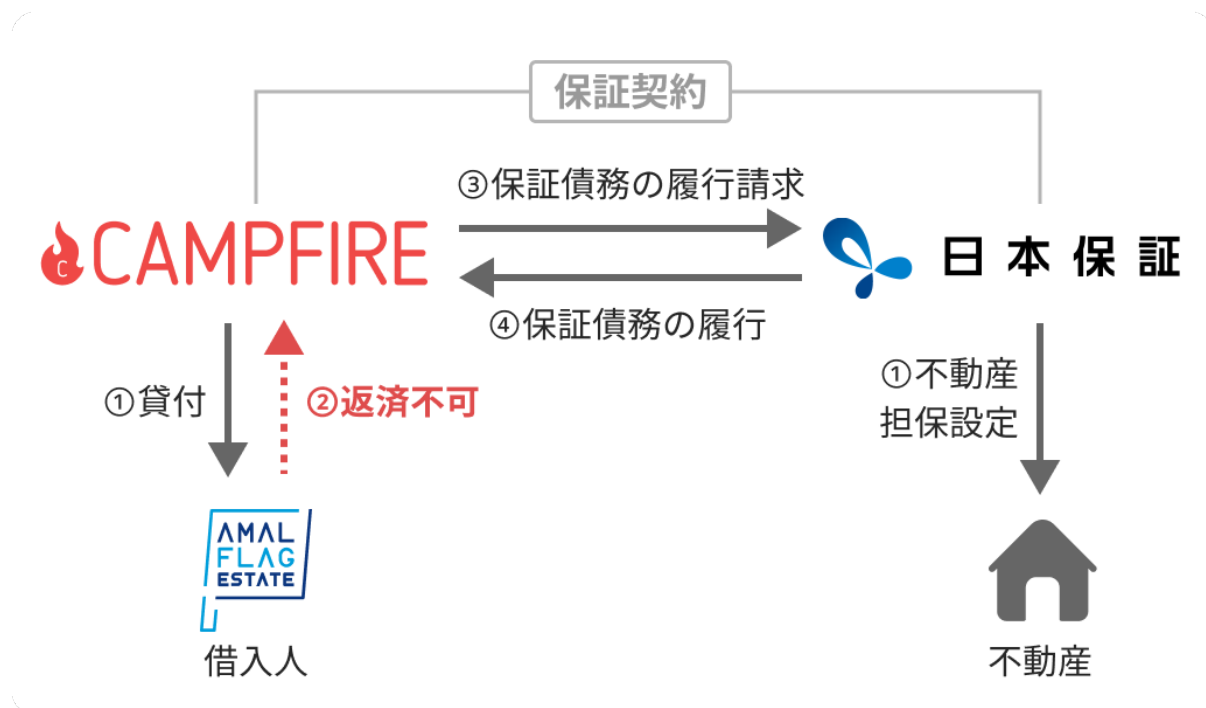 保証契約
③保証債務の履行請求
CAMPFIRE
C
日本保証
④保証債務の履行
①貸付
②返済不可
①不動産
担保設定
AMAL
FLAG
ESTATE
借入人
不動産